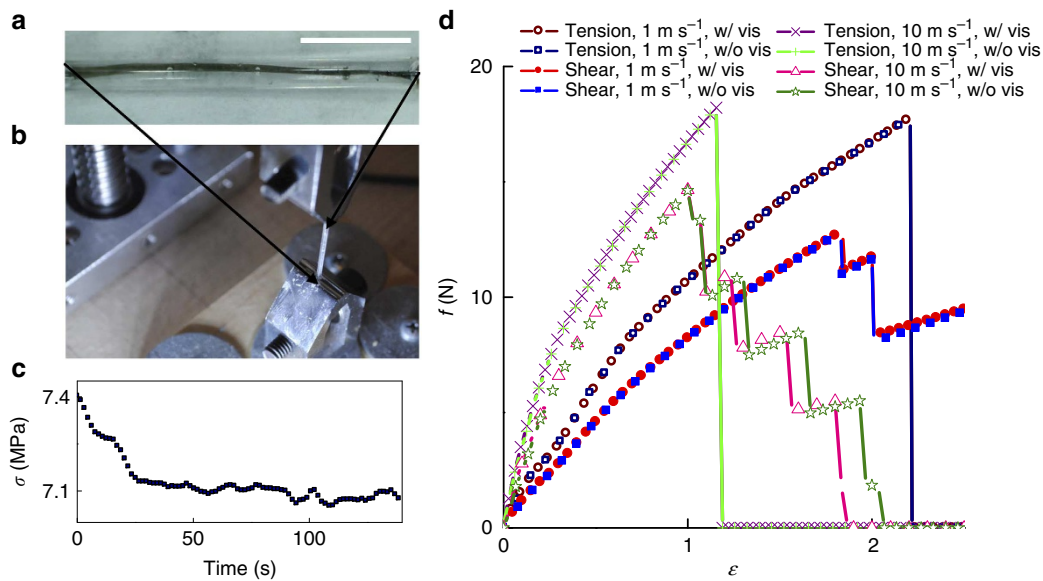 a
b
c
7.4
7.1
σ (MPa)
0
100
Time (s)
d
Tension, 1 m s⁻¹, w/ vis
Tension, 1 m s⁻¹, w/o vis
Shear, 1 m s⁻¹, w/ vis
Shear, 1 m s⁻¹, w/o vis
Tension, 10 m s⁻¹, w/ vis
Tension, 10 m s⁻¹, w/o vis
Shear, 10 m s⁻¹, w/ vis
Shear, 10 m s⁻¹, w/o vis
20
10
0
f (N)
0
1
2
ε